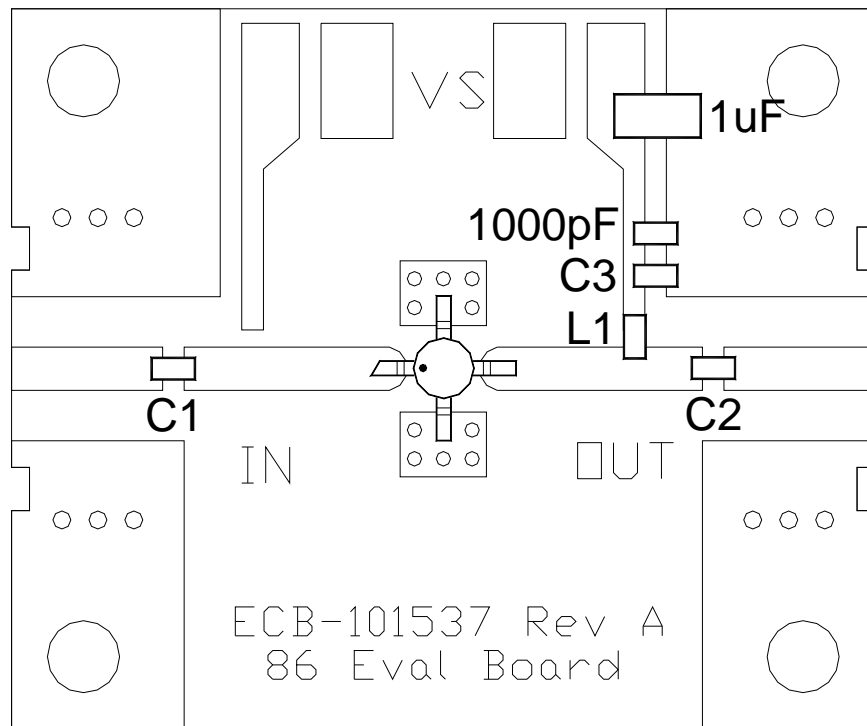 VS
1uF
1000pF
C3
L1
C1
C2
IN
OUT
ECB-101537 Rev A
86 Eval Board